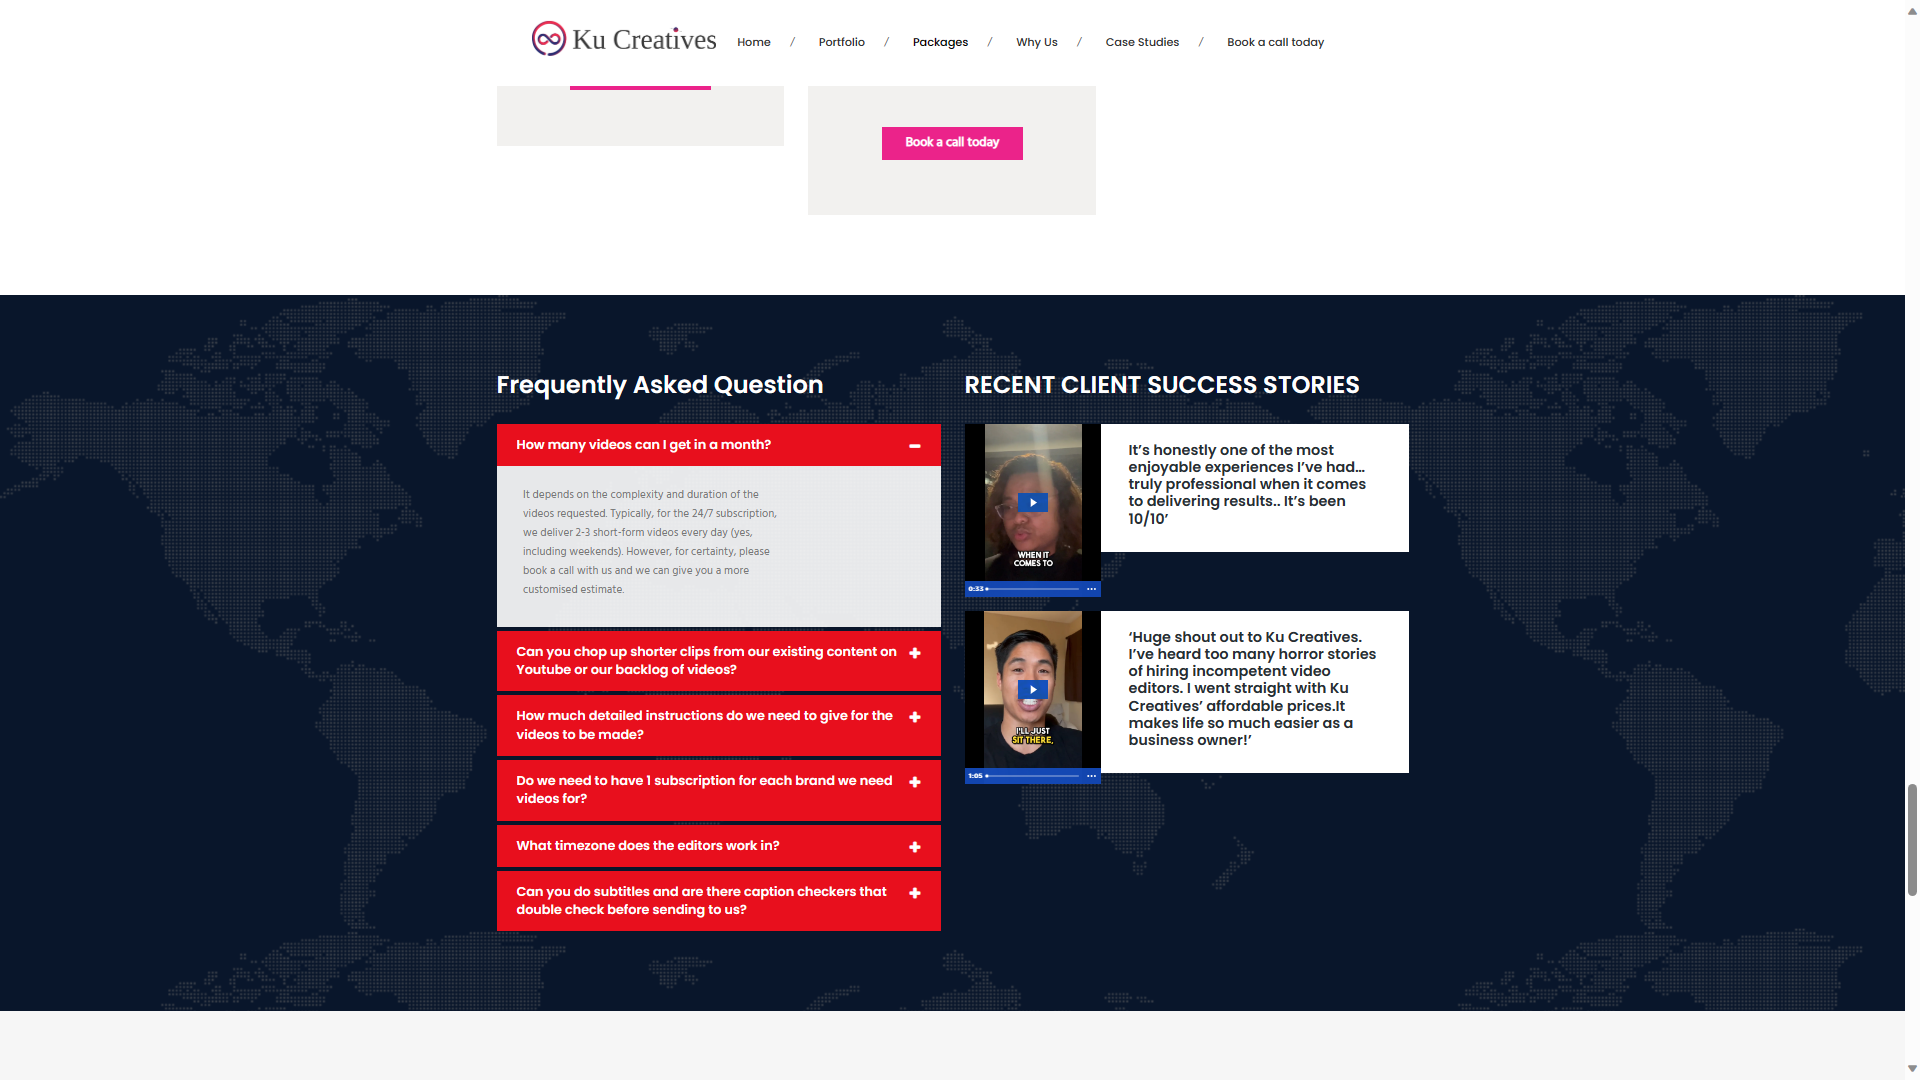 Ku Creatives
Home / Portfolio / Packages / Why Us / Case Studies / Book a call today
Book a call today
Frequently Asked Question
How many videos can I get in a month?
It depends on the complexity and duration of the
videos requested. Typically, for the 24/7 subscription,
we deliver 2-3 short-form videos every day (yes,
including weekends). However, for certainty, please
book a call with us and we can give you a more
customised estimate.
Can you chop up shorter clips from our existing content on
Youtube or our backlog of videos?
How much detailed instructions do we need to give for the
videos to be made?
Do we need to have 1 subscription for each brand we need
videos for?
What timezone does the editors work in?
Can you do subtitles and are there caption checkers that
double check before sending to us?
RECENT CLIENT SUCCESS STORIES
WHEN IT
COMES TO
0:33
It’s honestly one of the most
enjoyable experiences I’ve had…
truly professional when it comes
to delivering results.. It’s been
10/10’
I'LL JUST
SIT THERE,
1:05
‘Huge shout out to Ku Creatives.
I’ve heard too many horror stories
of hiring incompetent video
editors. I went straight with Ku
Creatives’ affordable prices.It
makes life so much easier as a
business owner!’